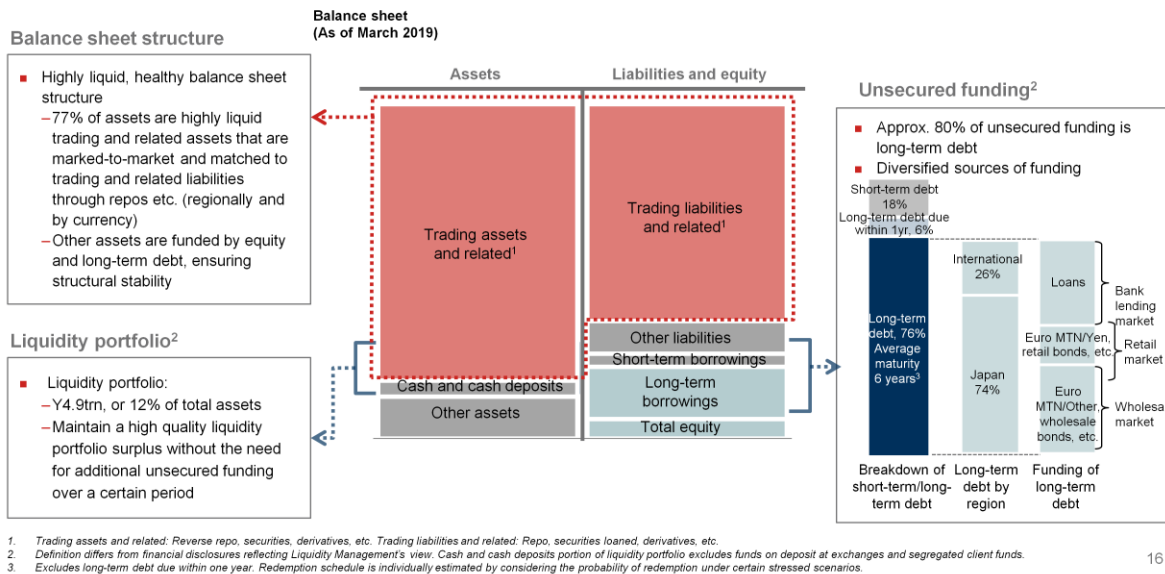 Balance sheet
(As of March 2019)
Balance sheet structure
■ Highly liquid, healthy balance sheet
structure
–77% of assets are highly liquid
trading and related assets that are
marked-to-market and matched to
trading and related liabilities
through repos etc. (regionally and
by currency)
–Other assets are funded by equity
and long-term debt, ensuring
structural stability
Liquidity portfolio²
■ Liquidity portfolio:
–Y4.9trn, or 12% of total assets
–Maintain a high quality liquidity
portfolio surplus without the need
for additional unsecured funding
over a certain period
Assets
Trading assets
and related¹
Cash and cash deposits
Other assets
Liabilities and equity
Trading liabilities
and related¹
Other liabilities
Short-term borrowings
Long-term
borrowings
Total equity
Unsecured funding²
■ Approx. 80% of unsecured funding is
long-term debt
■ Diversified sources of funding
Short-term debt
18%
Long-term debt due
within 1yr, 6%
Long-term
debt, 76%
Average
maturity
6 years³
International
26%
Japan
74%
Loans
Euro MTN/Yen,
retail bonds, etc.
Euro
MTN/Other,
wholesale
bonds, etc.
Bank
lending
market
Retail
market
Wholesa
market
Breakdown of
short-term/long-
term debt
Long-term
debt by
region
Funding of
long-term
debt
1. Trading assets and related: Reverse repo, securities, derivatives, etc. Trading liabilities and related: Repo, securities loaned, derivatives, etc.
2. Definition differs from financial disclosures reflecting Liquidity Management's view. Cash and cash deposits portion of liquidity portfolio excludes funds on deposit at exchanges and segregated client funds.
3. Excludes long-term debt due within one year. Redemption schedule is individually estimated by considering the probability of redemption under certain stressed scenarios.
16